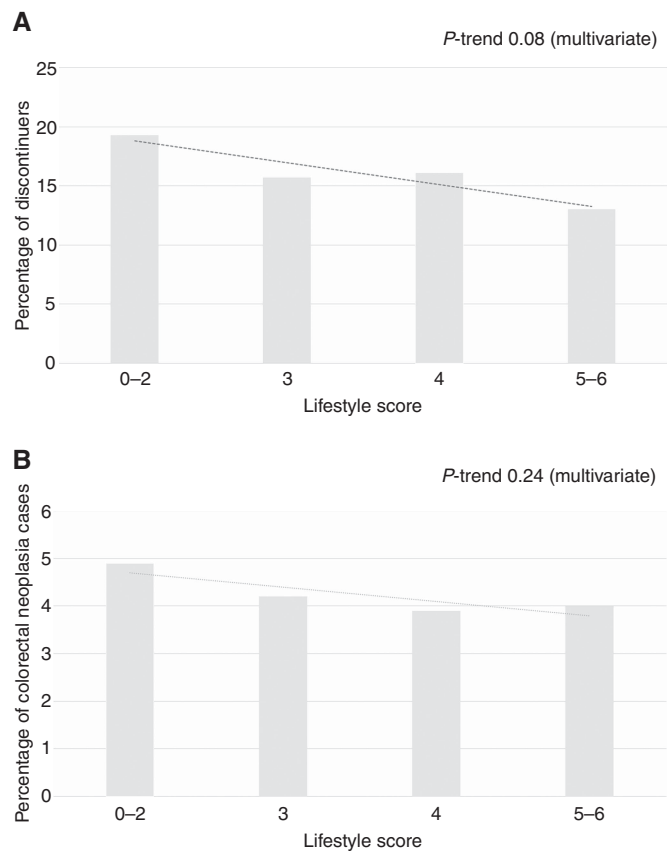 A
P-trend 0.08 (multivariate)
25
20
15
10
5
0
Percentage of discontinuers
0–2 3 4 5–6
Lifestyle score
B
P-trend 0.24 (multivariate)
6
5
4
3
2
1
0
Percentage of colorectal neoplasia cases
0–2 3 4 5–6
Lifestyle score